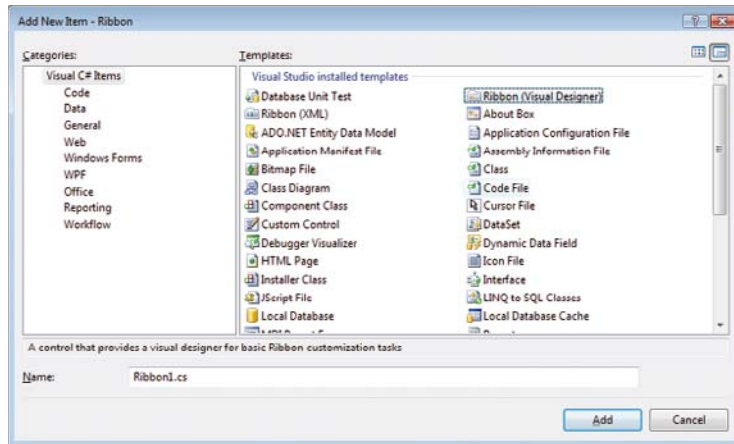 Add New Item - Ribbon
Categories:
Templates:
Visual C# Items
Code
Data
General
Web
Windows Forms
WPF
Office
Reporting
Workflow
Visual Studio installed templates
Database Unit Test
Ribbon (Visual Designer)
Ribbon (XML)
About Box
ADO.NET Entity Data Model
Application Configuration File
Application Manifest File
Assembly Information File
Bitmap File
Class
Class Diagram
Code File
Component Class
Cursor File
Custom Control
DataSet
Debugger Visualizer
Dynamic Data Field
HTML Page
Icon File
Installer Class
Interface
JScript File
LINQ to SQL Classes
Local Database
Local Database Cache
A control that provides a visual designer for basic Ribbon customization tasks
Name:
Ribbon1.cs
Add
Cancel